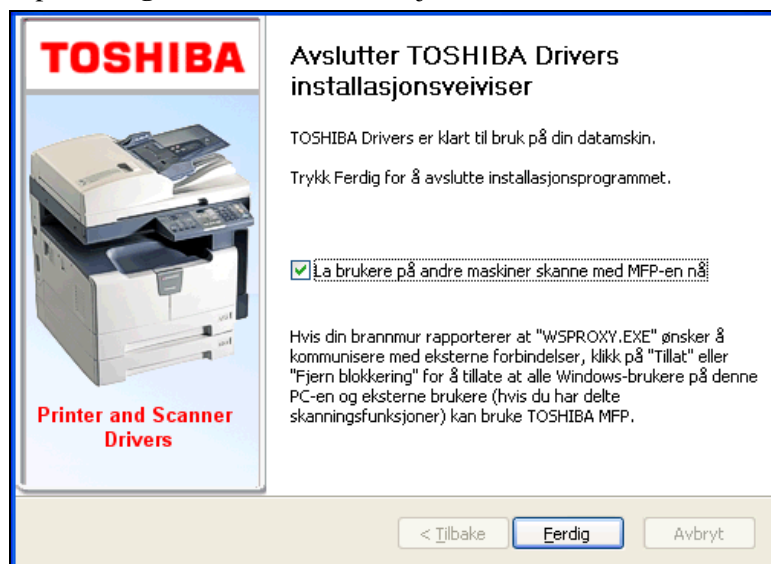 TOSHIBA
Printer and Scanner
Drivers
Avslutter TOSHIBA Drivers
installasjonsveiviser
TOSHIBA Drivers er klart til bruk på din datamskin.
Trykk Ferdig for å avslutte installasjonsprogrammet.
La brukere på andre maskiner skanne med MFP-en nå
Hvis din brannmur rapporterer at "WSPROXY.EXE" ønsker å
kommunisere med eksterne forbindelser, klikk på "Tillat" eller
"Fjern blokkering" for å tillate at alle Windows-brukere på denne
PC-en og eksterne brukere (hvis du har delte
skanningsfunksjoner) kan bruke TOSHIBA MFP.
< Tilbake
Ferdig
Avbryt